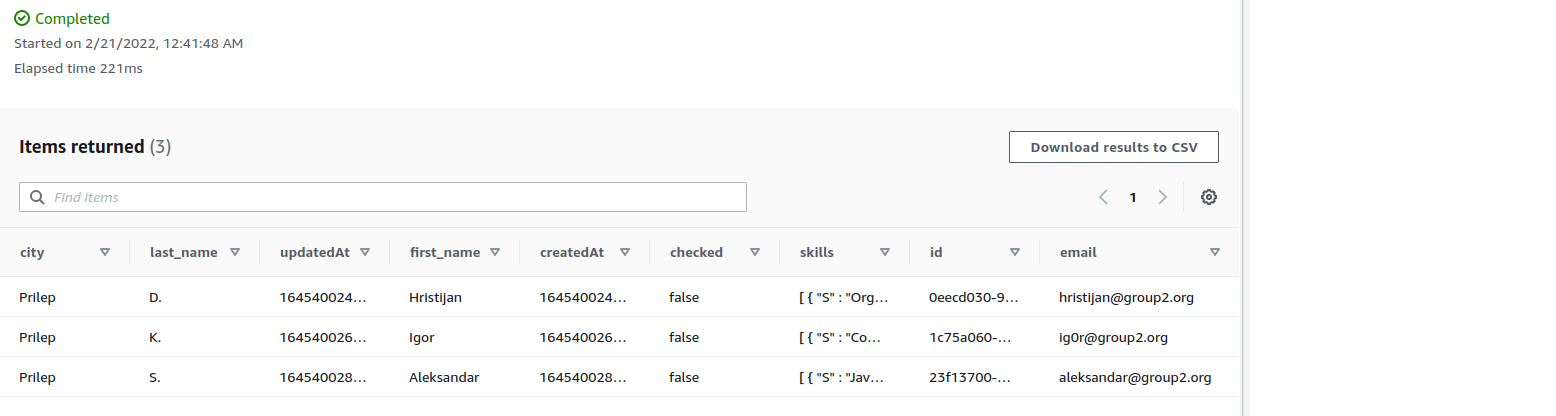 Completed
Started on 2/21/2022, 12:41:48 AM
Elapsed time 221ms
Items returned (3)
Download results to CSV
Find items
1
city last_name updatedAt first_name createdAt checked skills id email
Prilep D. 164540024… Hristijan 164540024… false [ { "S" : "Org… 0eecd030-9… hristijan@group2.org
Prilep K. 164540026… Igor 164540026… false [ { "S" : "Co… 1c75a060-… ig0r@group2.org
Prilep S. 164540028… Aleksandar 164540028… false [ { "S" : "Jav… 23f13700-… aleksandar@group2.org